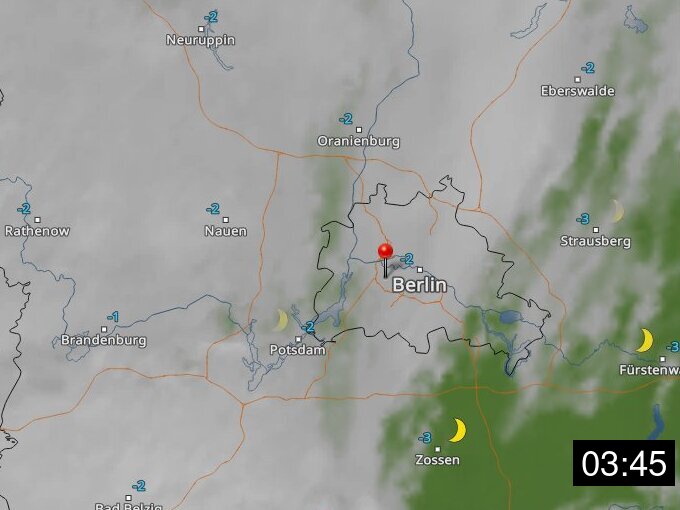 -2
Neuruppin
-2
Eberswalde
-2
Oranienburg
-2
Rathenow
-2
Nauen
-3
Strausberg
-2
Berlin
-1
Brandenburg
-2
Potsdam
-3
Fürstenwa
-3
Zossen
-2
Bad Belzig
03:45